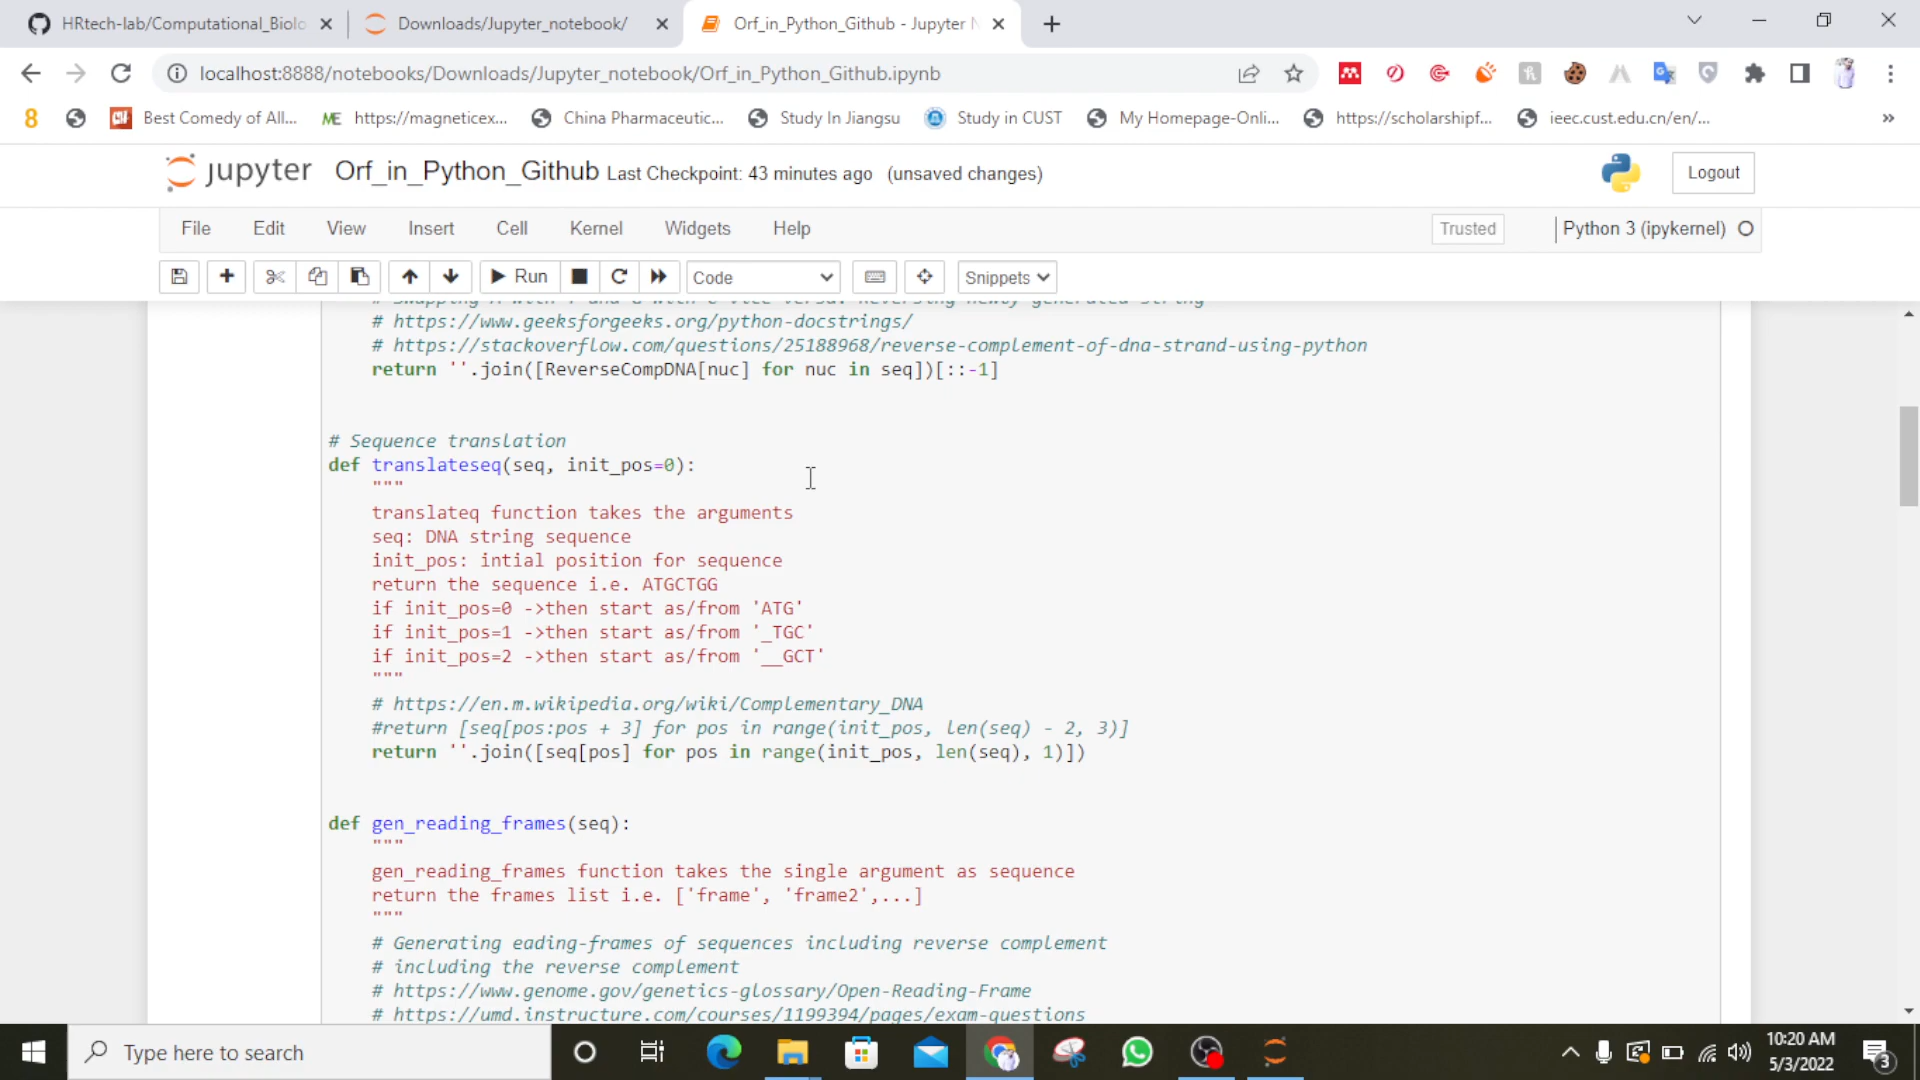 HRtech-lab/Computational_Biolo
Downloads/Jupyter_notebook/
Orf_in_Python_Github - Jupyter N
localhost:8888/notebooks/Downloads/Jupyter_notebook/Orf_in_Python_Github.ipynb
Best Comedy of All...
https://magneticex...
China Pharmaceutic...
Study In Jiangsu
Study in CUST
My Homepage-Onli...
https://scholarshipf...
ieec.cust.edu.cn/en/...
jupyter Orf_in_Python_Github Last Checkpoint: 43 minutes ago (unsaved changes)
Logout
File Edit View Insert Cell Kernel Widgets Help
Trusted
Python 3 (ipykernel)
Run
Code
Snippets
# https://www.geeksforgeeks.org/python-docstrings/
# https://stackoverflow.com/questions/25188968/reverse-complement-of-dna-strand-using-python
return ''.join([ReverseCompDNA[nuc] for nuc in seq])[::-1]
# Sequence translation
def translateseq(seq, init_pos=0):
"""
translateq function takes the arguments
seq: DNA string sequence
init_pos: intial position for sequence
return the sequence i.e. ATGCTGG
if init_pos=0 ->then start as/from 'ATG'
if init_pos=1 ->then start as/from '_TGC'
if init_pos=2 ->then start as/from '__GCT'
"""
# https://en.m.wikipedia.org/wiki/Complementary_DNA
#return [seq[pos:pos + 3] for pos in range(init_pos, len(seq) - 2, 3)]
return ''.join([seq[pos] for pos in range(init_pos, len(seq), 1)])
def gen_reading_frames(seq):
"""
gen_reading_frames function takes the single argument as sequence
return the frames list i.e. ['frame', 'frame2',...]
"""
# Generating eading-frames of sequences including reverse complement
# including the reverse complement
# https://www.genome.gov/genetics-glossary/Open-Reading-Frame
# https://umd.instructure.com/courses/1199394/pages/exam-questions
Type here to search
10:20 AM
5/3/2022
3